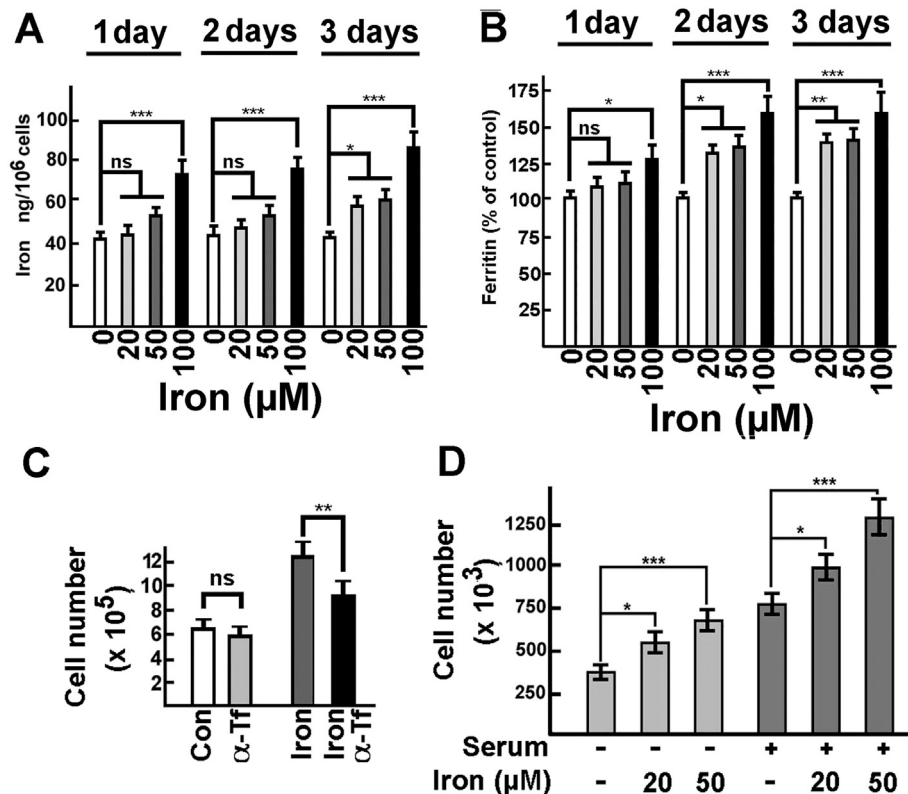 A
1 day 2 days 3 days
Iron ng/10⁶ cells
100
80
60
40
20
ns *** ns *** * ***
0 20 50 100 0 20 50 100 0 20 50 100
Iron (µM)
B
1 day 2 days 3 days
Ferritin (% of control)
175
150
125
100
75
50
25
ns * * *** ** ***
0 20 50 100 0 20 50 100 0 20 50 100
Iron (µM)
C
Cell number
(x 10⁵)
12
10
8
6
4
2
ns **
Con α-Tf Iron Iron α-Tf
D
Cell number
(x 10⁻³)
1250
1000
750
500
250
* *** * ***
Serum - - - + + +
Iron (µM) - 20 50 - 20 50